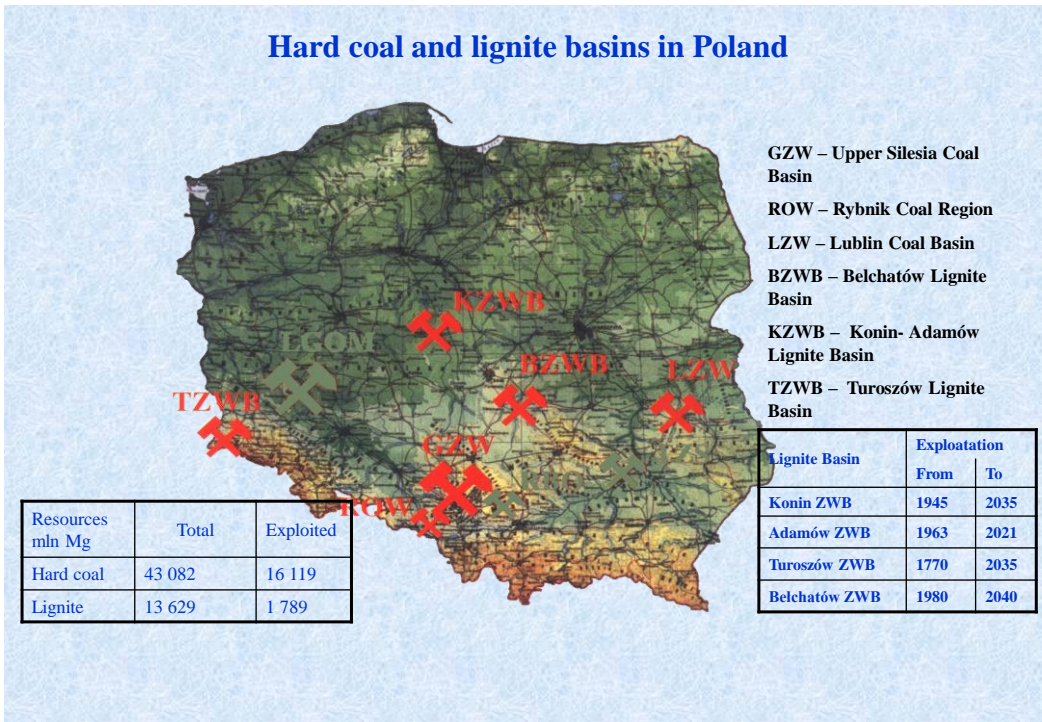 Hard coal and lignite basins in Poland
GZW – Upper Silesia Coal
Basin
ROW – Rybnik Coal Region
LZW – Lublin Coal Basin
BZWB – Belchatów Lignite
Basin
KZWB – Konin- Adamów
Lignite Basin
TZWB – Turoszów Lignite
Basin
KZWB
LGOM
BZWB
LZW
TZWB
GZW
ROW
Lignite Basin Exploatation
From To
Konin ZWB 1945 2035
Adamów ZWB 1963 2021
Turoszów ZWB 1770 2035
Bełchatów ZWB 1980 2040
Resources
mln Mg Total Exploited
Hard coal 43 082 16 119
Lignite 13 629 1 789